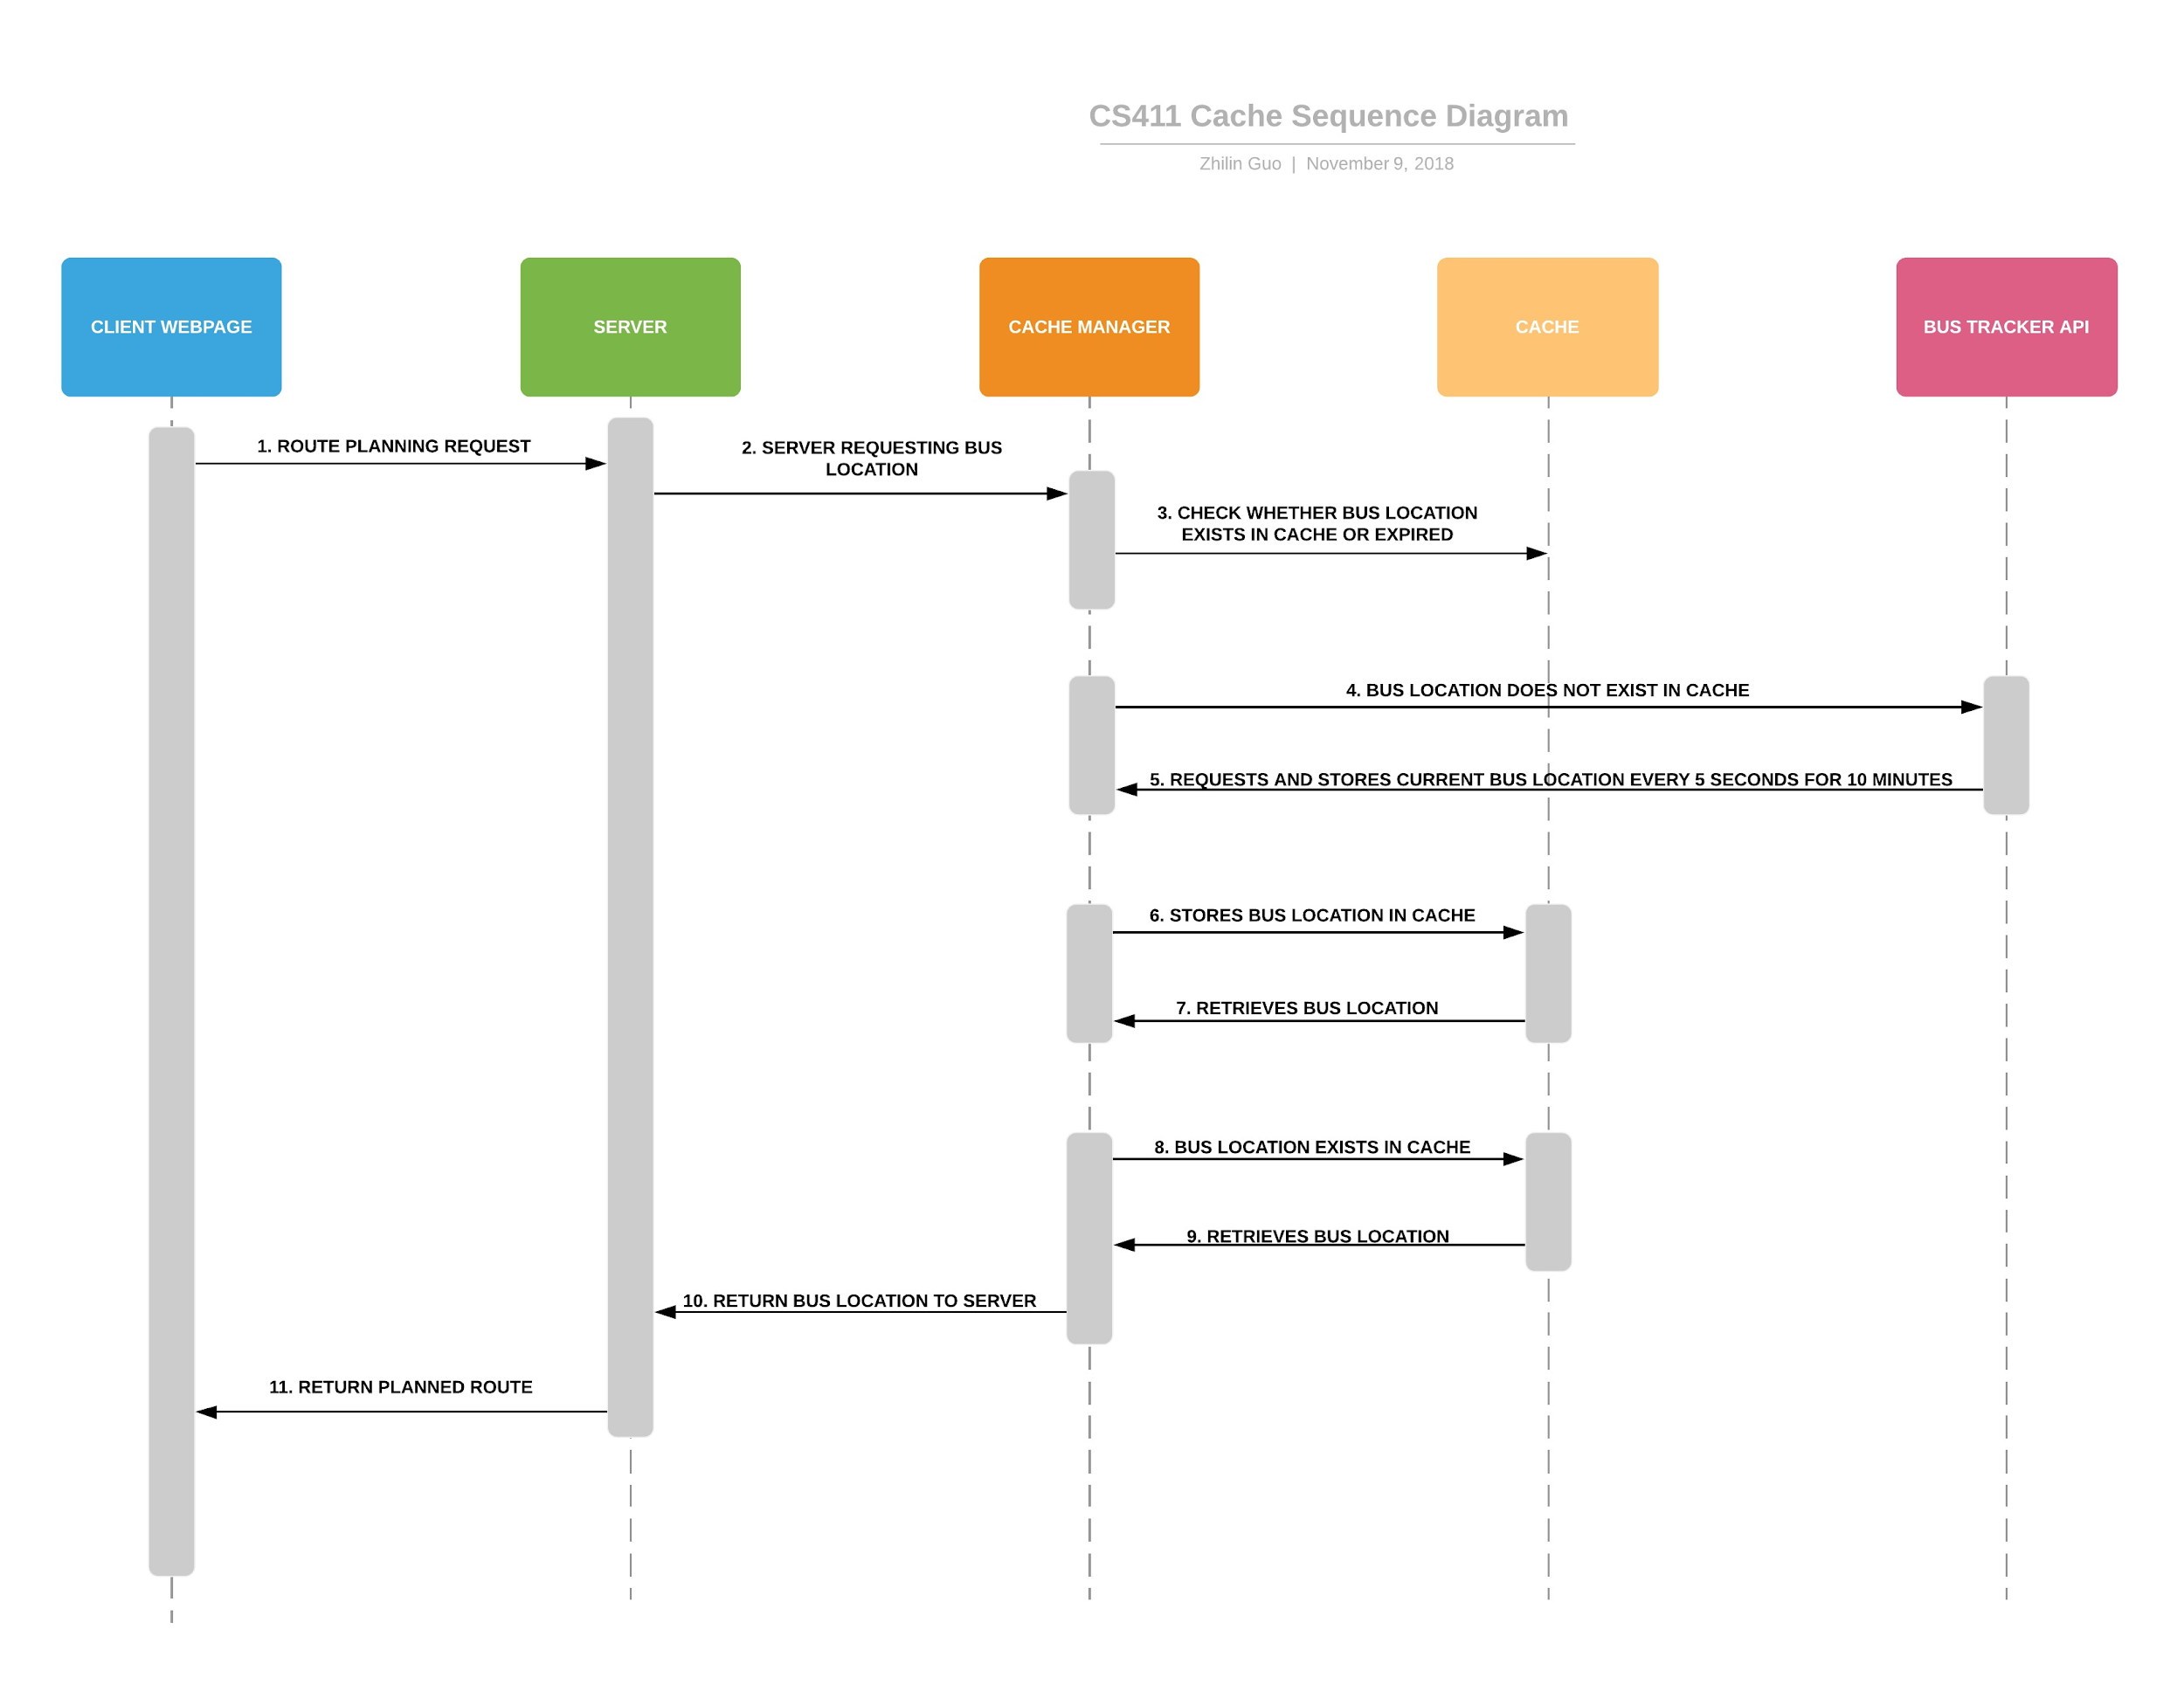 CS411 Cache Sequence Diagram
Zhilin Guo | November 9, 2018
CLIENT WEBPAGE
SERVER
CACHE MANAGER
CACHE
BUS TRACKER API
1. ROUTE PLANNING REQUEST
2. SERVER REQUESTING BUS
LOCATION
3. CHECK WHETHER BUS LOCATION
EXISTS IN CACHE OR EXPIRED
4. BUS LOCATION DOES NOT EXIST IN CACHE
5. REQUESTS AND STORES CURRENT BUS LOCATION EVERY 5 SECONDS FOR 10 MINUTES
6. STORES BUS LOCATION IN CACHE
7. RETRIEVES BUS LOCATION
8. BUS LOCATION EXISTS IN CACHE
9. RETRIEVES BUS LOCATION
10. RETURN BUS LOCATION TO SERVER
11. RETURN PLANNED ROUTE